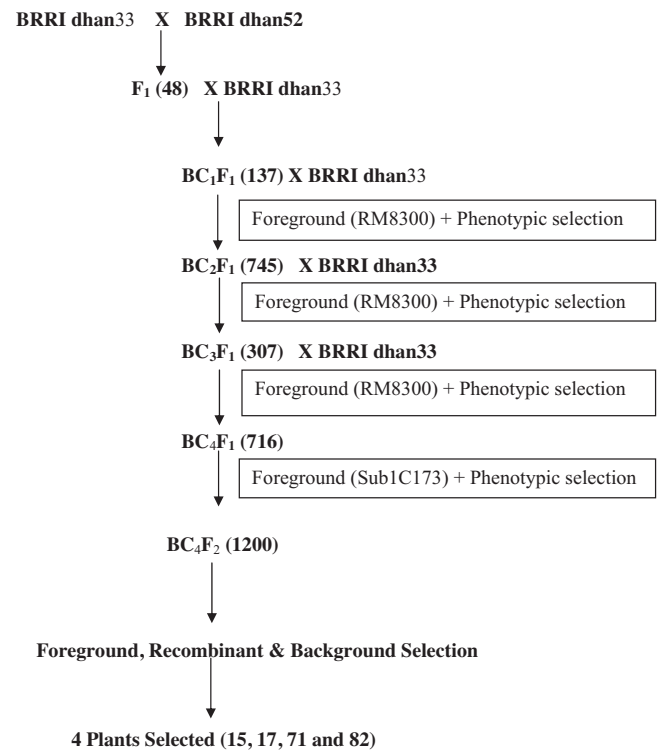 BRRI dhan33 X BRRI dhan52
F₁ (48) X BRRI dhan33
BC₁F₁ (137) X BRRI dhan33
Foreground (RM8300) + Phenotypic selection
BC₂F₁ (745) X BRRI dhan33
Foreground (RM8300) + Phenotypic selection
BC₃F₁ (307) X BRRI dhan33
Foreground (RM8300) + Phenotypic selection
BC₄F₁ (716)
Foreground (Sub1C173) + Phenotypic selection
BC₄F₂ (1200)
Foreground, Recombinant & Background Selection
4 Plants Selected (15, 17, 71 and 82)